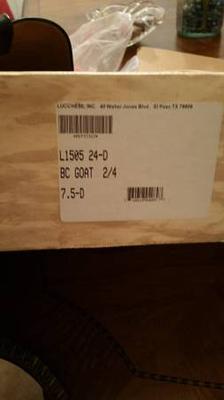 LUCCHESE, INC. 40 Walter Jones Blvd., El Paso TX 79906
L1505 24-D
BC GOAT 2/4
7.5-D